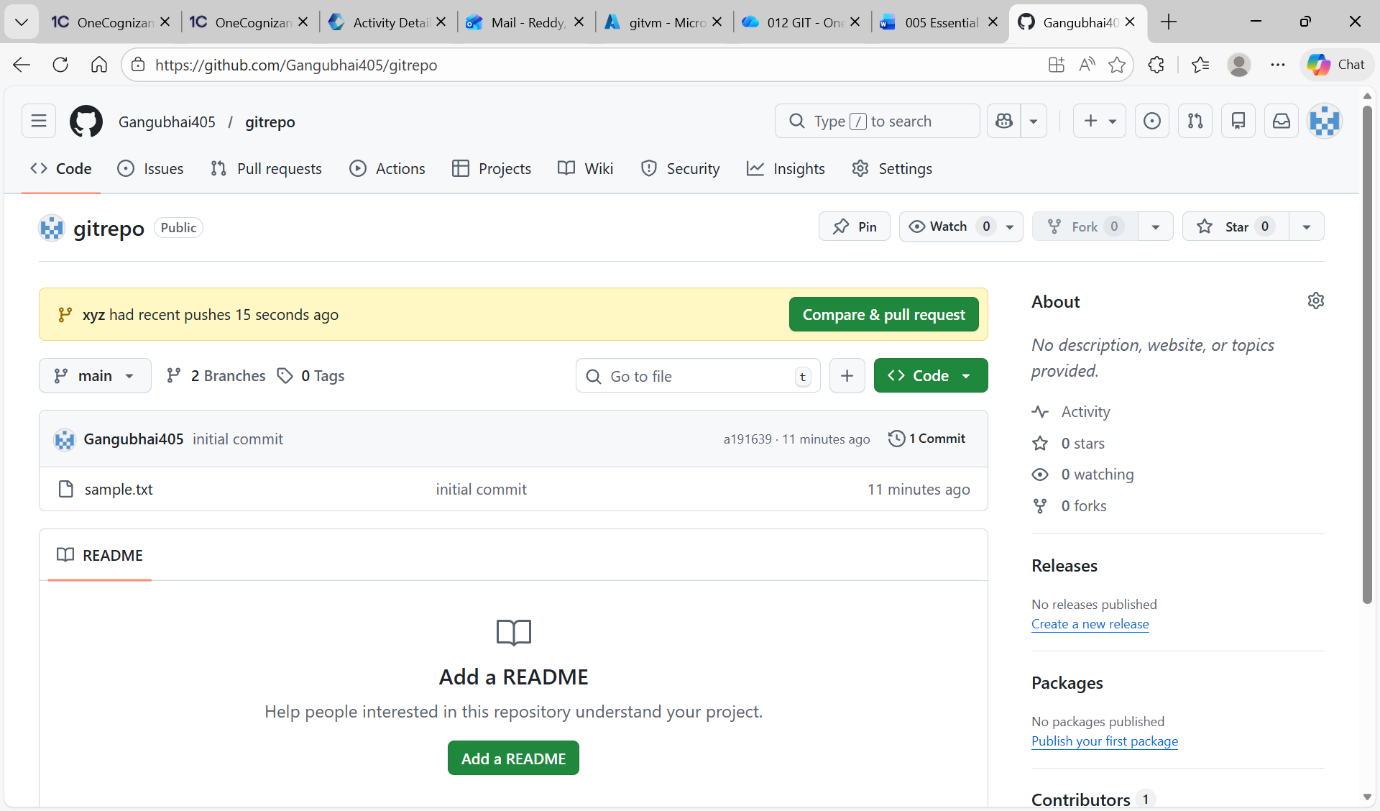 OneCognizan
OneCognizan
Activity Detail
Mail - Reddy,
gitvm - Micro
012 GIT - One
005 Essential
Gangubhai40
https://github.com/Gangubhai405/gitrepo
Chat
Gangubhai405 / gitrepo
Type / to search
Code Issues Pull requests Actions Projects Wiki Security Insights Settings
gitrepo Public
Pin Watch 0 Fork 0 Star 0
xyz had recent pushes 15 seconds ago
Compare & pull request
main 2 Branches 0 Tags
Go to file t
+
Code
Gangubhai405 initial commit a191639 · 11 minutes ago 1 Commit
sample.txt initial commit 11 minutes ago
README
Add a README
Help people interested in this repository understand your project.
Add a README
About
No description, website, or topics
provided.
Activity
0 stars
0 watching
0 forks
Releases
No releases published
Create a new release
Packages
No packages published
Publish your first package
Contributors 1